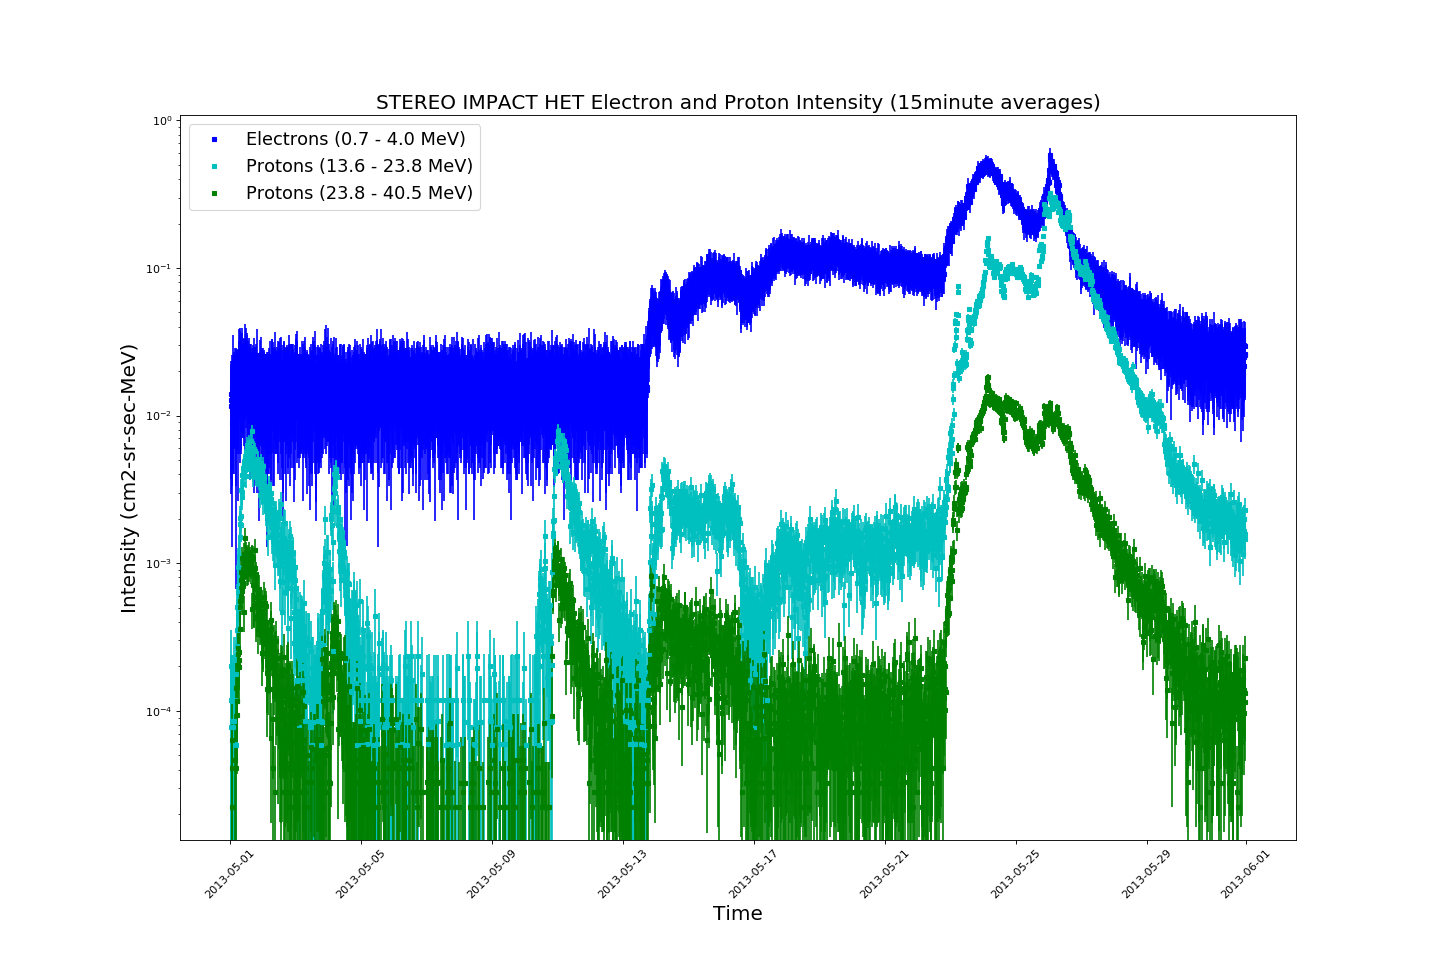 STEREO IMPACT HET Electron and Proton Intensity (15minute averages)
Electrons (0.7 - 4.0 MeV)
Protons (13.6 - 23.8 MeV)
Protons (23.8 - 40.5 MeV)
Intensity (cm2-sr-sec-MeV)
10⁰
10⁻¹
10⁻²
10⁻³
10⁻⁴
2013-05-01
2013-05-05
2013-05-09
2013-05-13
2013-05-17
2013-05-21
2013-05-25
2013-05-29
2013-06-01
Time